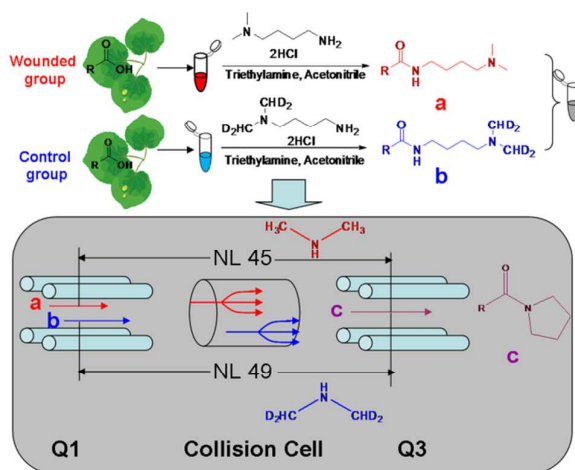 Wounded
group
O
R
OH
N
NH2
2HCl
Triethylamine, Acetonitrile
O
R
N
H
N
a
Control
group
O
R
OH
CHD2
D2HC
N
NH2
2HCl
Triethylamine, Acetonitrile
O
R
N
H
N
CHD2
CHD2
b
H3C
N
H
CH3
NL 45
a
b
c
O
R
N
c
NL 49
H
N
D2HC
CHD2
Q1
Collision Cell
Q3